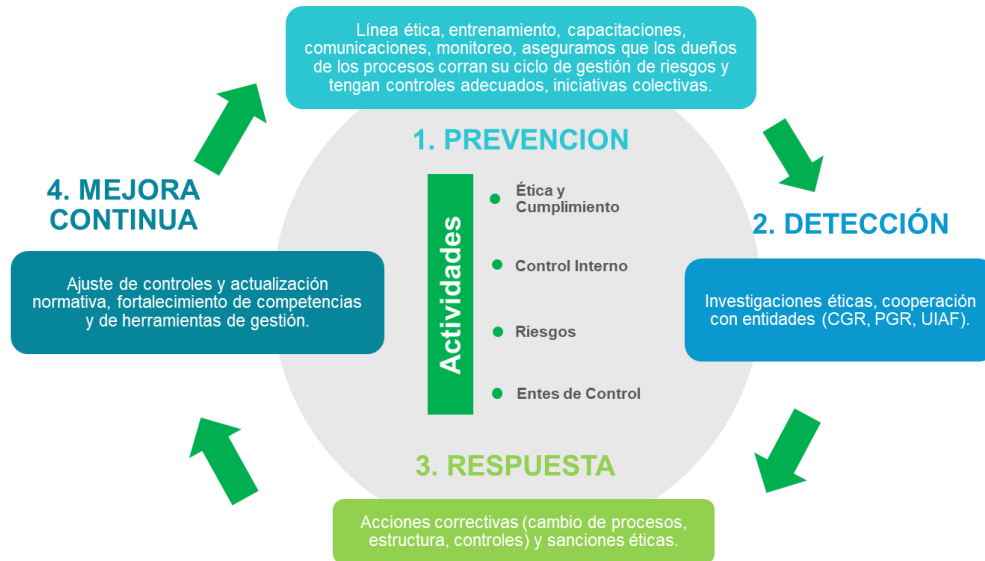 Línea ética, entrenamiento, capacitaciones,
comunicaciones, monitoreo, aseguramos que los dueños
de los procesos corran su ciclo de gestión de riesgos y
tengan controles adecuados, iniciativas colectivas.
1. PREVENCION
Actividades
Ética y
Cumplimiento
Control Interno
Riesgos
Entes de Control
2. DETECCIÓN
Investigaciones éticas, cooperación
con entidades (CGR, PGR, UIAF).
3. RESPUESTA
Acciones correctivas (cambio de procesos,
estructura, controles) y sanciones éticas.
4. MEJORA
CONTINUA
Ajuste de controles y actualización
normativa, fortalecimiento de competencias
y de herramientas de gestión.